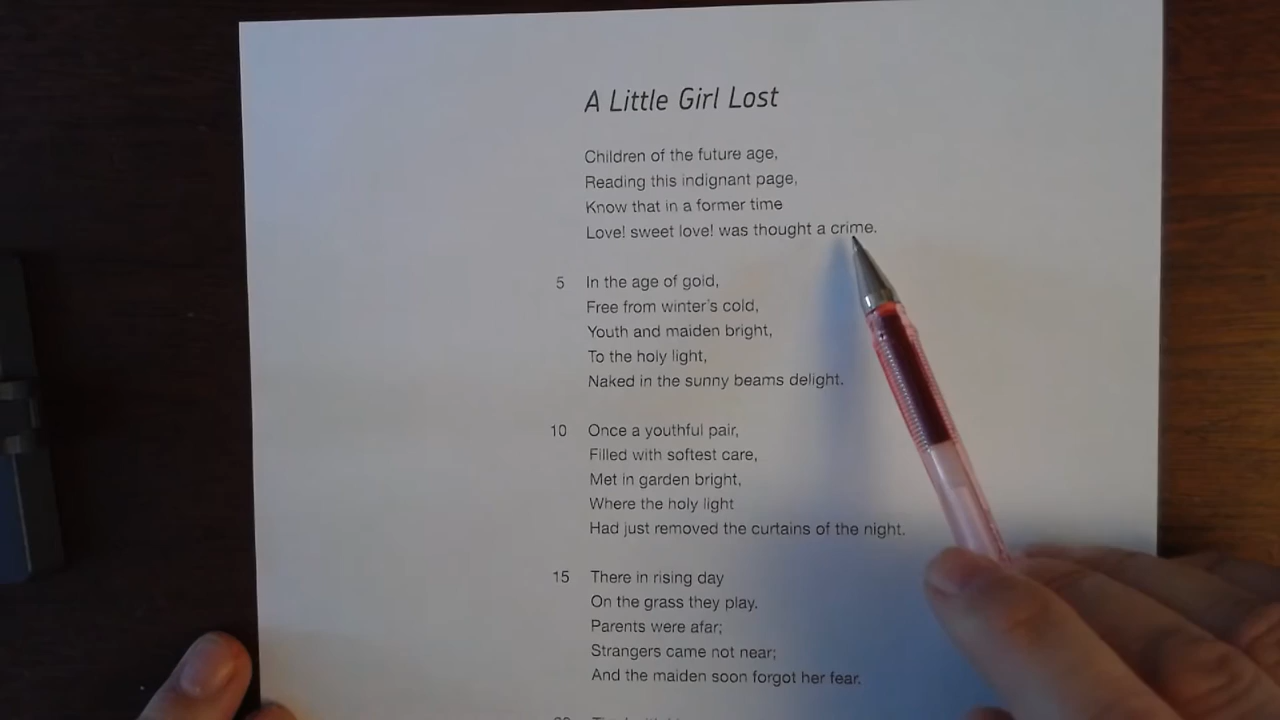 A Little Girl Lost
Children of the future age,
Reading this indignant page,
Know that in a former time
Love! sweet love! was thought a crime.
5 In the age of gold,
Free from winter's cold,
Youth and maiden bright,
To the holy light,
Naked in the sunny beams delight.
10 Once a youthful pair,
Filled with softest care,
Met in garden bright,
Where the holy light
Had just removed the curtains of the night.
15 There in rising day
On the grass they play.
Parents were afar;
Strangers came not near;
And the maiden soon forgot her fear.